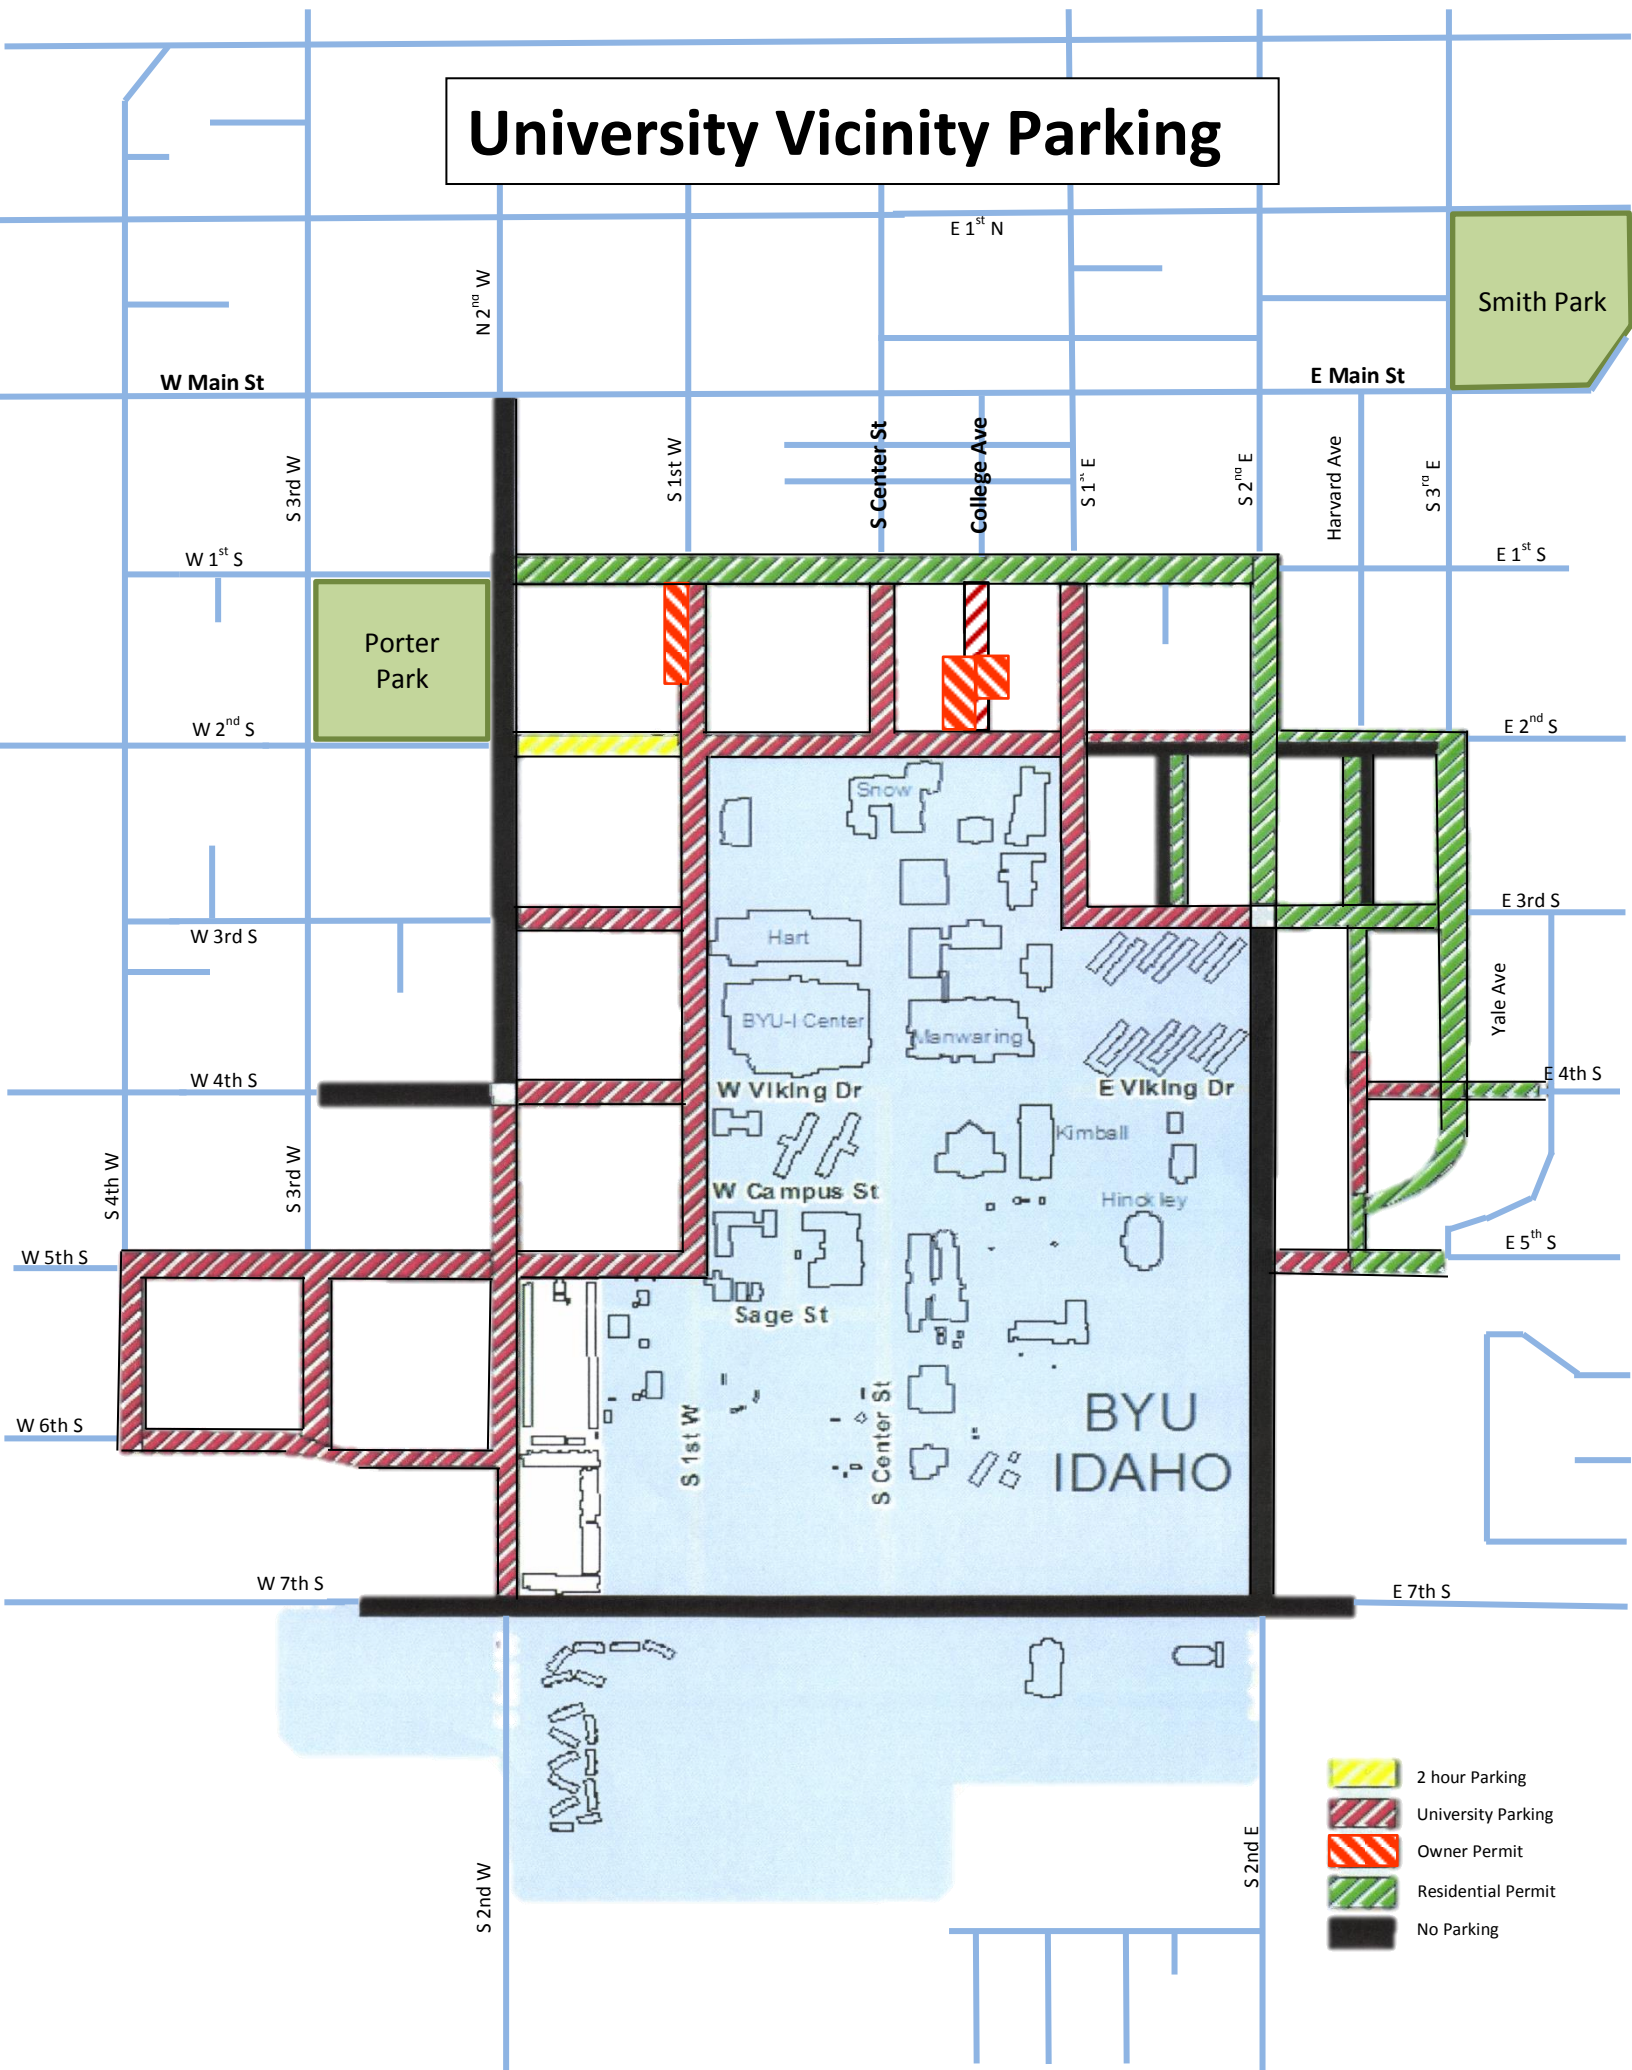 University Vicinity Parking
E 1st N
N 2nd W
Smith Park
W Main St
E Main St
S 3rd W
S 1st W
S Center St
College Ave
S 1st E
S 2nd E
Harvard Ave
S 3rd E
W 1st S
E 1st S
Porter
Park
W 2nd S
E 2nd S
Snow
W 3rd S
Hart
E 3rd S
BYU-I Center
Manwaring
Yale Ave
W 4th S
W Viking Dr
E Viking Dr
E 4th S
Kimball
S 4th W
S 3rd W
W Campus St
Hinckley
W 5th S
E 5th S
Sage St
W 6th S
S 1st W
S Center St
BYU
IDAHO
W 7th S
E 7th S
2 hour Parking
University Parking
Owner Permit
Residential Permit
No Parking
S 2nd W
S 2nd E